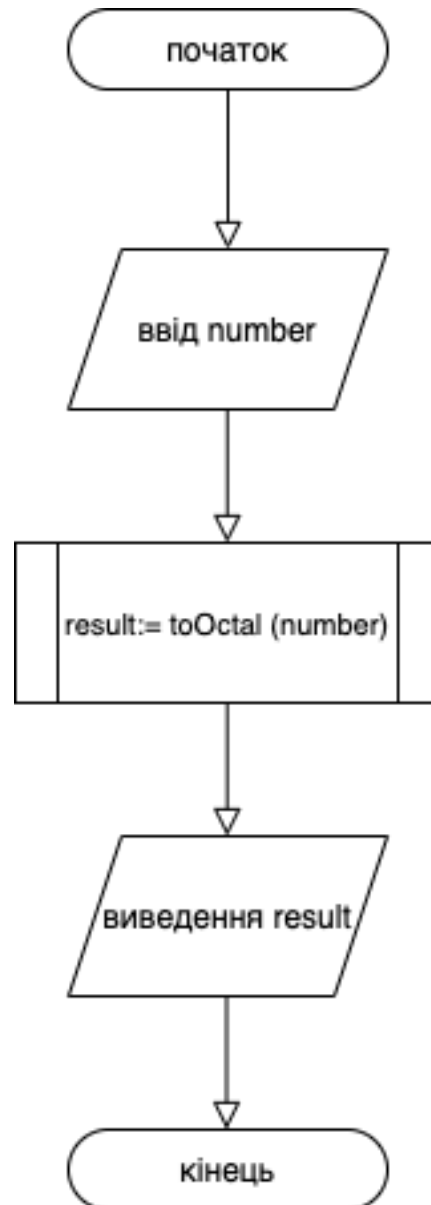 початок
ввід number
result:= toOctal (number)
виведення result
кінець